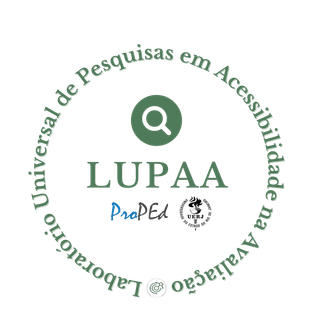 Laboratório Universal de Pesquisas em Acessibilidade na Avaliação
LUPAA
ProPEd
UERJ